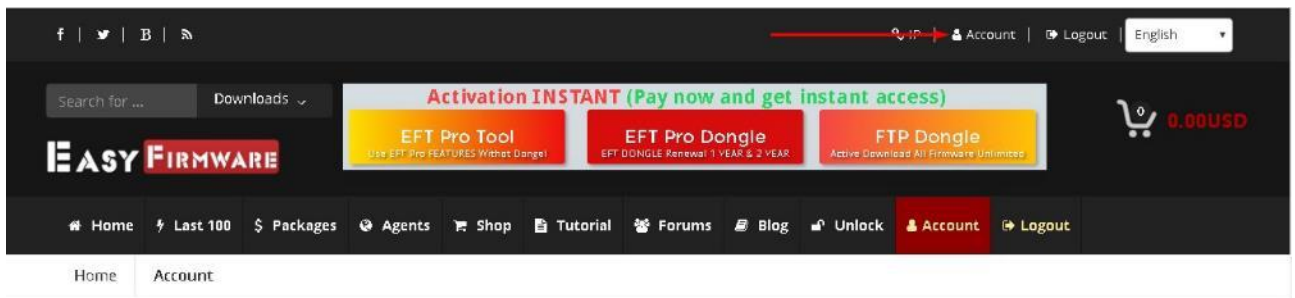 f | | B |
IP | Account | Logout | English
Search for ... Downloads
Activation INSTANT (Pay now and get instant access)
EFT Pro Tool
Use EFT Pro FEATURES Withot Dangel
EFT Pro Dongle
EFT DONGLE Renewal 1 YEAR & 2 YEAR
FTP Dongle
Active Download All Firmware Unlimited
0 0.00USD
EASY FIRMWARE
Home Last 100 $ Packages Agents Shop Tutorial Forums Blog Unlock Account Logout
Home Account